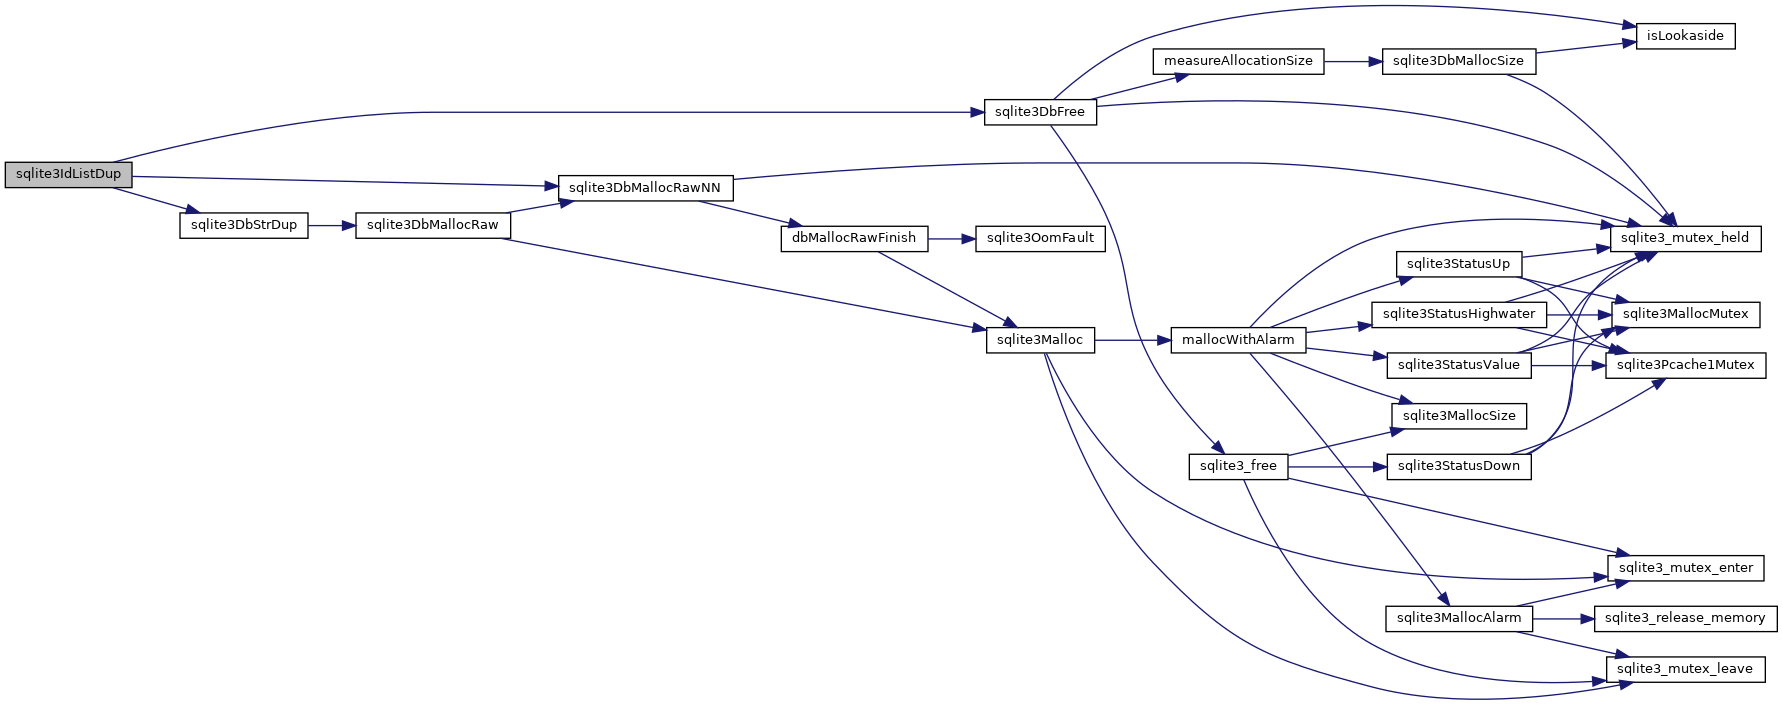 isLookaside
measureAllocationSize
sqlite3DbMallocSize
sqlite3DbFree
sqlite3IdListDup
sqlite3DbMallocRawNN
sqlite3DbStrDup
sqlite3DbMallocRaw
dbMallocRawFinish
sqlite3OomFault
sqlite3_mutex_held
sqlite3StatusUp
sqlite3StatusHighwater
sqlite3MallocMutex
sqlite3Malloc
mallocWithAlarm
sqlite3StatusValue
sqlite3Pcache1Mutex
sqlite3MallocSize
sqlite3_free
sqlite3StatusDown
sqlite3_mutex_enter
sqlite3MallocAlarm
sqlite3_release_memory
sqlite3_mutex_leave